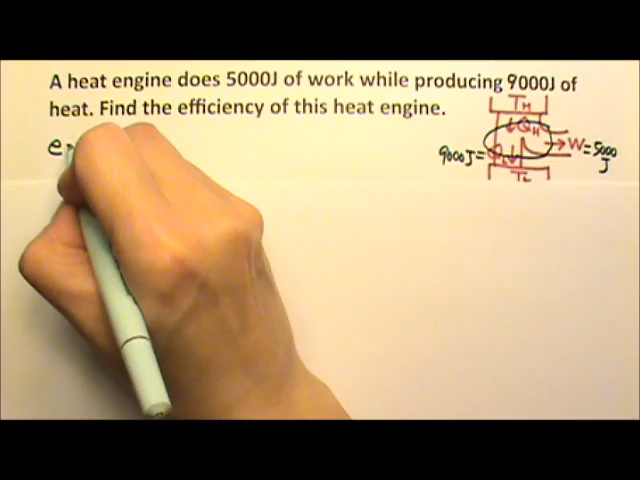 A heat engine does 5000J of work while producing 9000J of
heat. Find the efficiency of this heat engine.
TH
QH
W = 5000 J
9000J = QL
TL
e